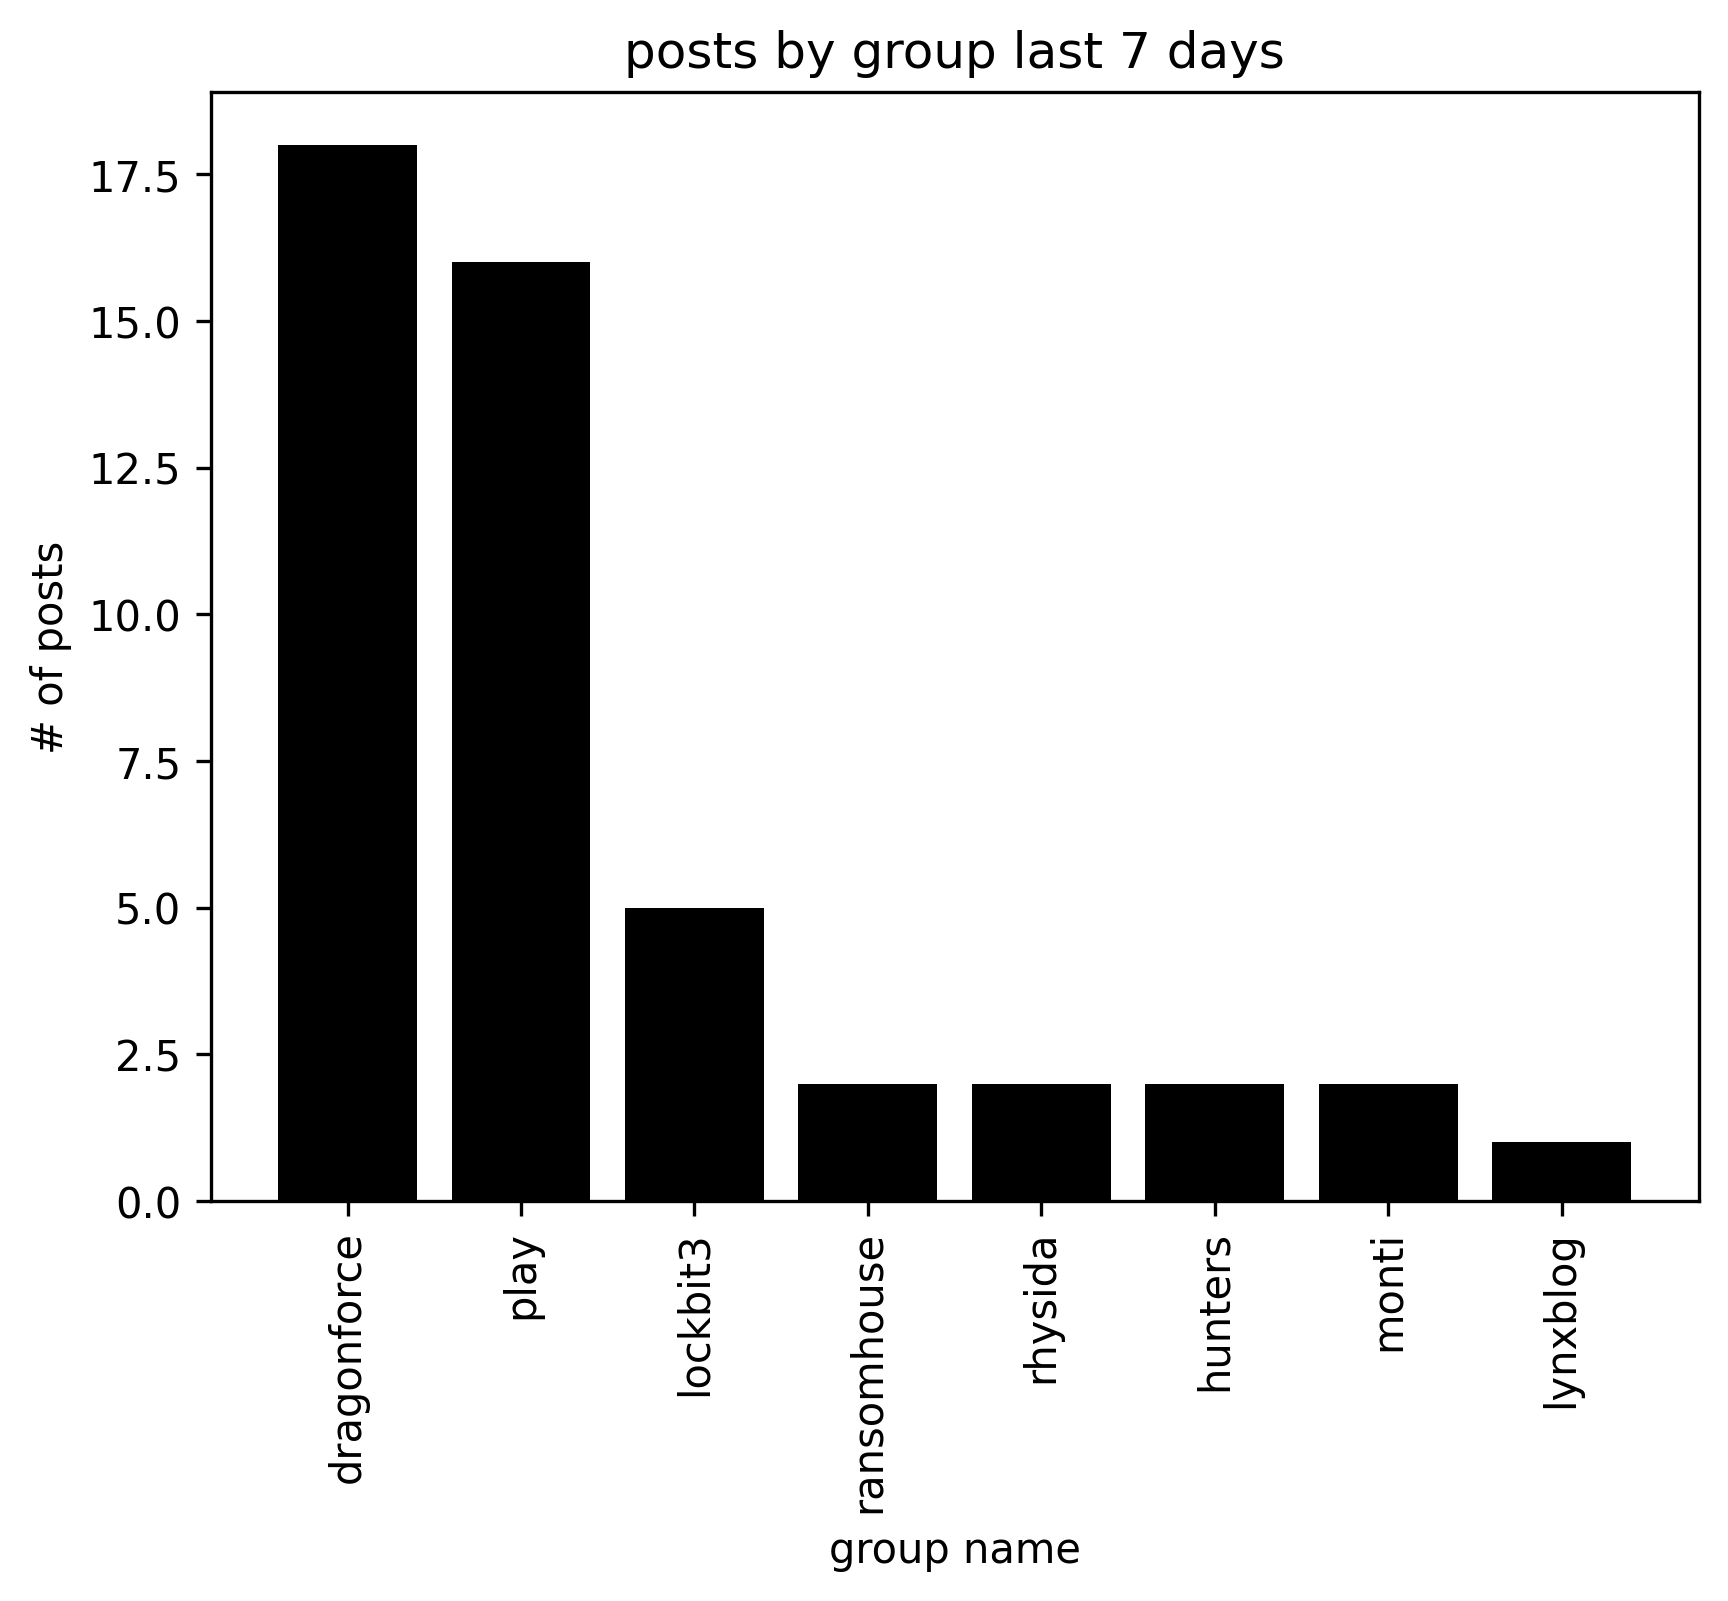 posts by group last 7 days
# of posts
17.5
15.0
12.5
10.0
7.5
5.0
2.5
0.0
dragonforce
play
lockbit3
ransomhouse
rhysida
hunters
monti
lynxblog
group name